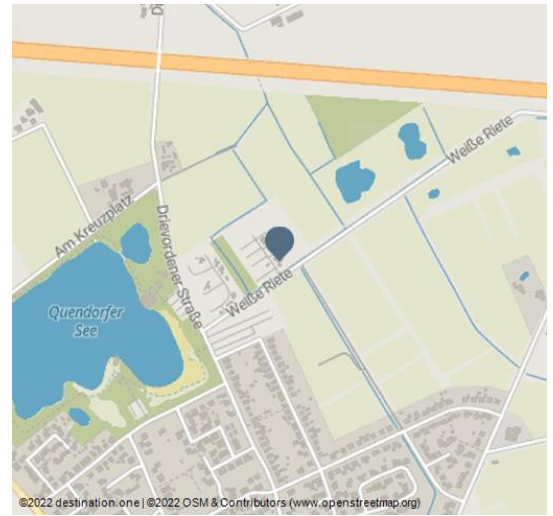 Di
Weiße Riete
Am Kreuzplatz
Drievordener Straße
Weiße Riete
Quendorfer
See
©2022 destination.one | ©2022 OSM & Contributors (www.openstreetmap.org)